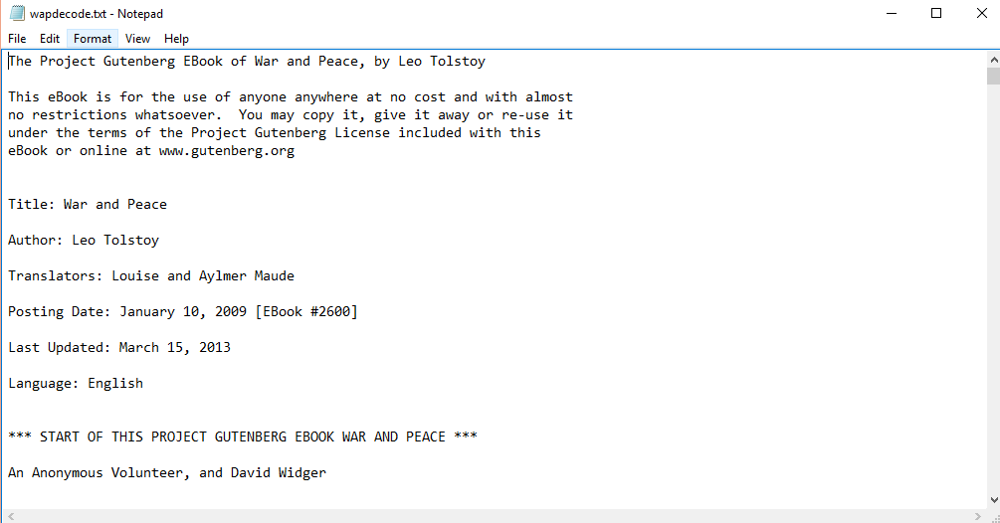 wapdecode.txt - Notepad
File Edit Format View Help
The Project Gutenberg EBook of War and Peace, by Leo Tolstoy
This eBook is for the use of anyone anywhere at no cost and with almost
no restrictions whatsoever.  You may copy it, give it away or re-use it
under the terms of the Project Gutenberg License included with this
eBook or online at www.gutenberg.org
Title: War and Peace
Author: Leo Tolstoy
Translators: Louise and Aylmer Maude
Posting Date: January 10, 2009 [EBook #2600]
Last Updated: March 15, 2013
Language: English
*** START OF THIS PROJECT GUTENBERG EBOOK WAR AND PEACE ***
An Anonymous Volunteer, and David Widger